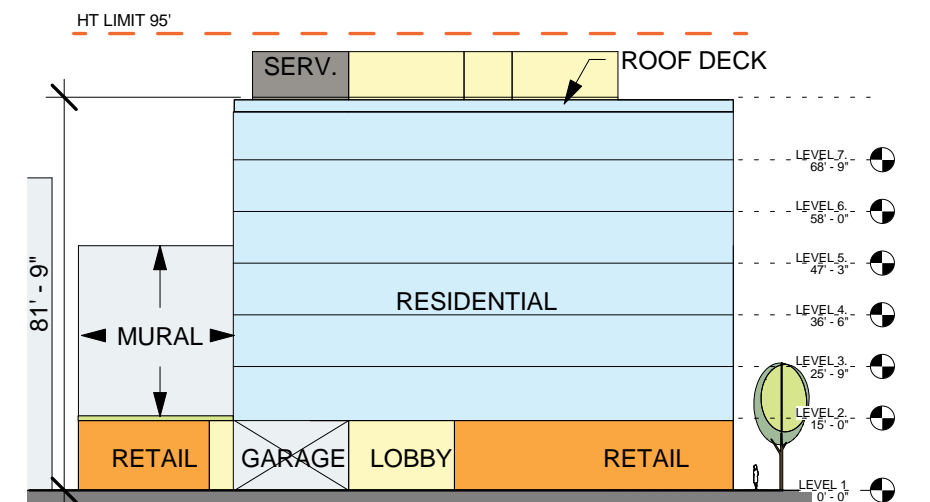 HT LIMIT 95'
SERV.
ROOF DECK
LEVEL 7.
68' - 9"
LEVEL 6.
58' - 0"
LEVEL 5.
47' - 3"
81' - 9"
RESIDENTIAL
LEVEL 4.
36' - 6"
MURAL
LEVEL 3.
25' - 9"
LEVEL 2.
15' - 0"
RETAIL
GARAGE
LOBBY
RETAIL
LEVEL 1
0' - 0"